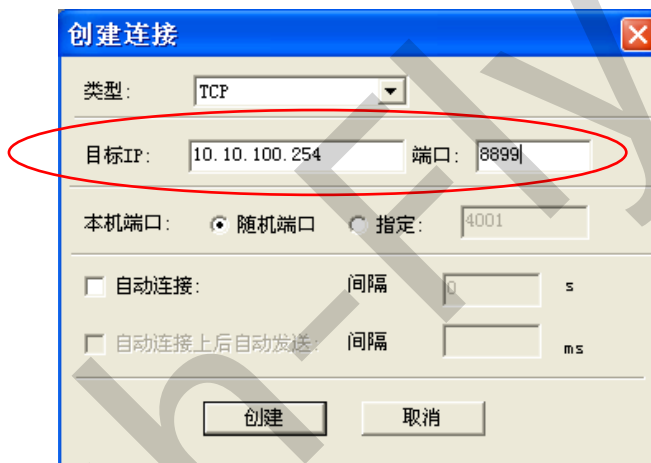 创建连接
类型: TCP
目标IP: 10.10.100.254 端口: 8899
本机端口: 随机端口 指定: 4001
自动连接: 间隔 0 s
自动连接上后自动发送: 间隔 ms
创建 取消
h-Fly